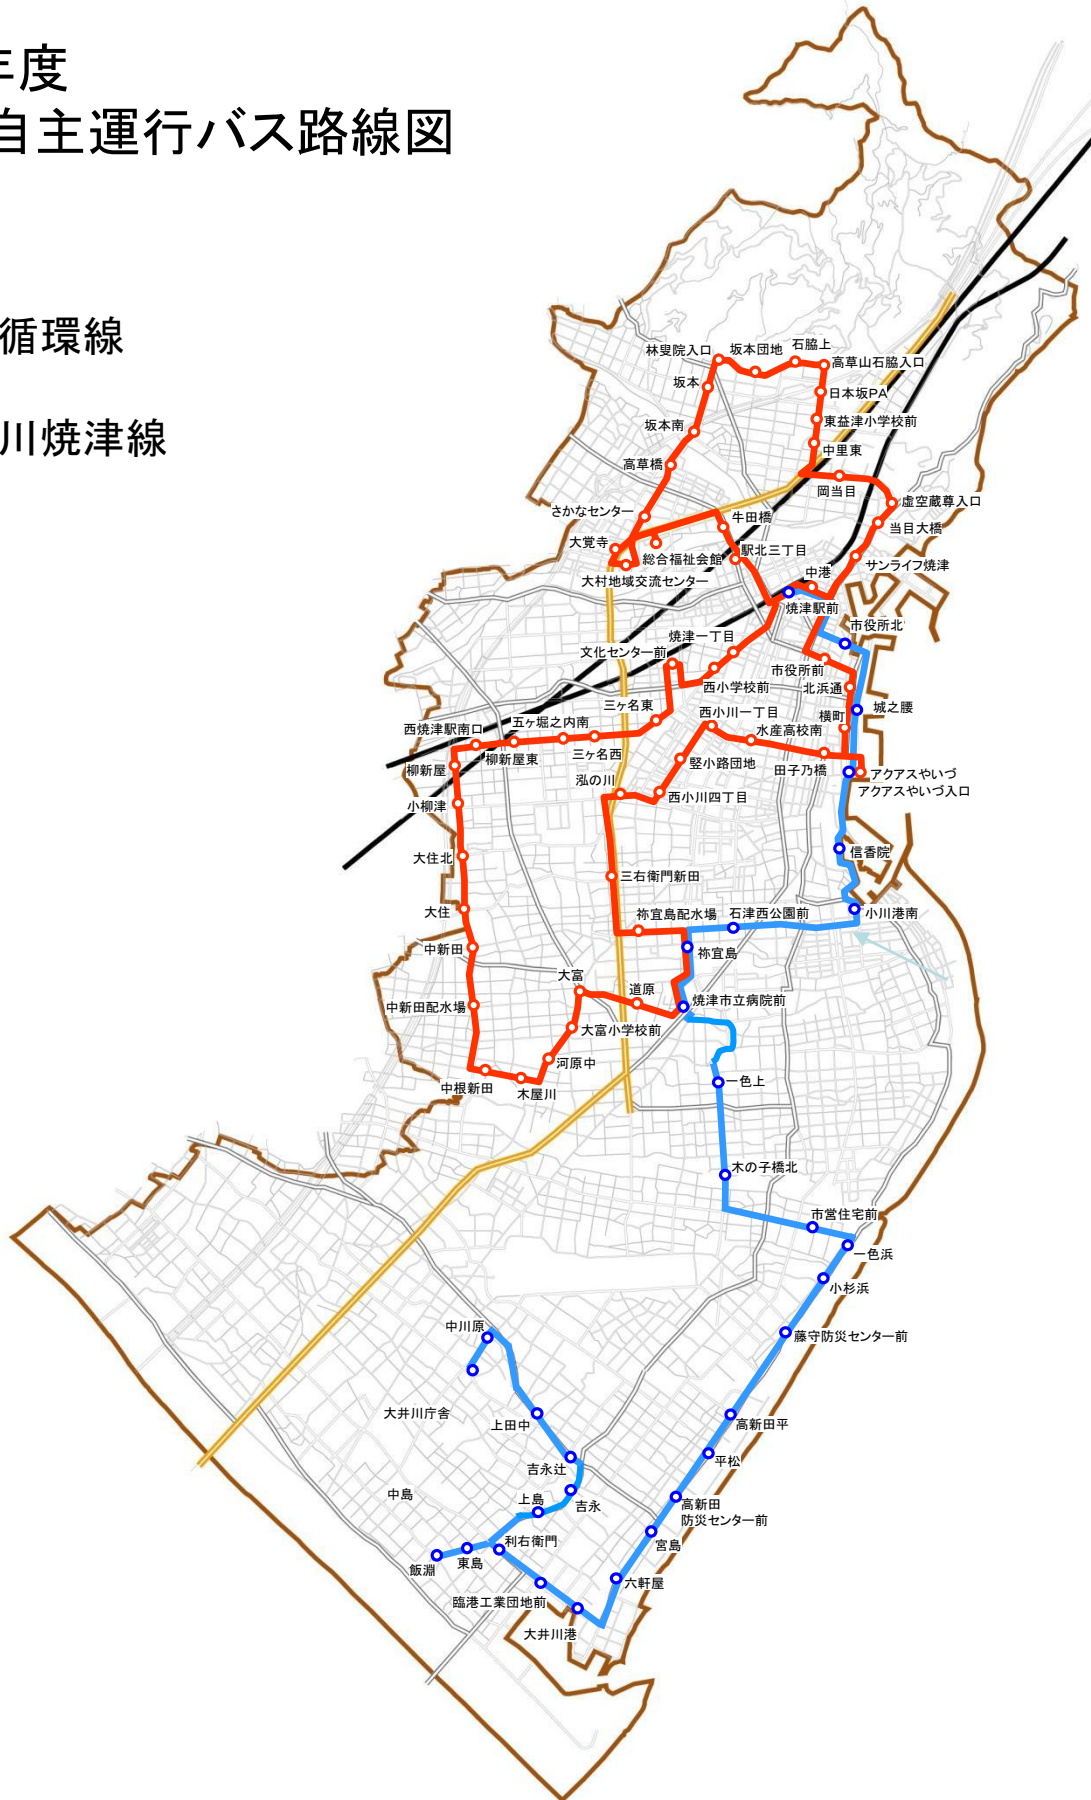 年度
自主運行バス路線図
循環線
川焼津線
林叟院入口
坂本団地
石脇上
高草山石脇入口
坂本
日本坂PA
坂本南
東益津小学校前
中里東
高草橋
岡当目
虚空蔵尊入口
さかなセンター
牛田橋
当目大橋
大覚寺
総合福祉会館
駅北三丁目
サンライフ焼津
大村地域交流センター
中港
焼津駅前
市役所北
焼津一丁目
文化センター前
市役所前
西小学校前
北浜通
三ヶ名東
西小川一丁目
横町
城之腰
西焼津駅南口
五ヶ堀之内南
水産高校南
柳新屋東
三ヶ名西
柳新屋
竪小路団地
田子乃橋
アクアスやいづ
泓の川
アクアスやいづ入口
小柳津
西小川四丁目
大住北
信香院
三右衛門新田
大住
祢宜島配水場
石津西公園前
小川港南
中新田
祢宜島
大富
道原
中新田配水場
焼津市立病院前
大富小学校前
河原中
中根新田
木屋川
一色上
木の子橋北
市営住宅前
一色浜
小杉浜
中川原
藤守防災センター前
大井川庁舎
上田中
高新田平
吉永辻
平松
中島
上島
吉永
高新田
防災センター前
利右衛門
宮島
飯淵
東島
六軒屋
臨港工業団地前
大井川港